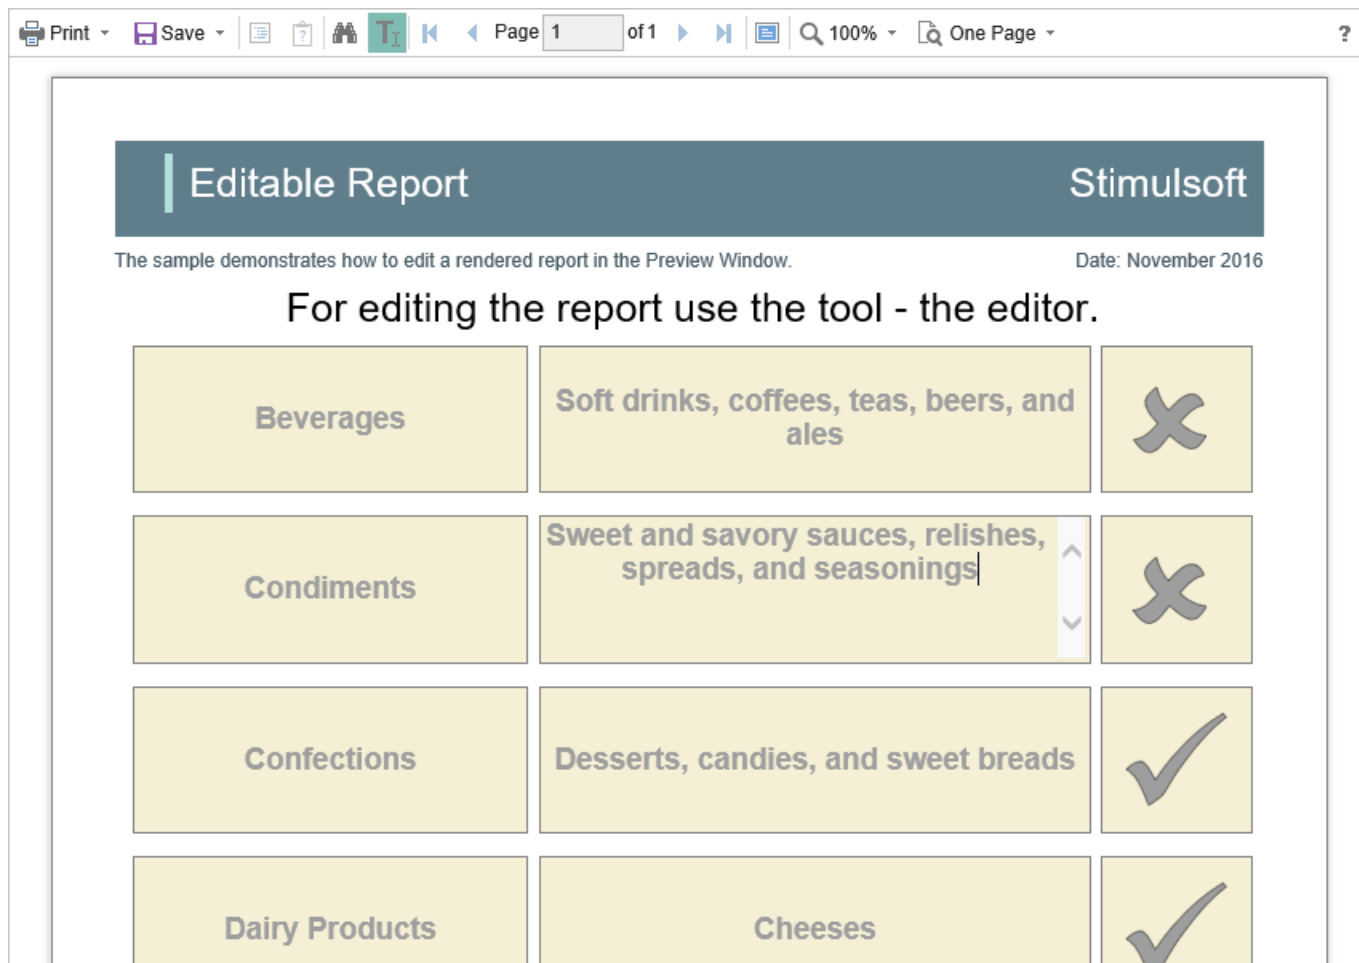 Print Save Page 1 of 1 100% One Page ?
Editable Report Stimulsoft
The sample demonstrates how to edit a rendered report in the Preview Window. Date: November 2016
For editing the report use the tool - the editor.
Beverages
Soft drinks, coffees, teas, beers, and
ales
Condiments
Sweet and savory sauces, relishes,
spreads, and seasonings
Confections
Desserts, candies, and sweet breads
Dairy Products
Cheeses